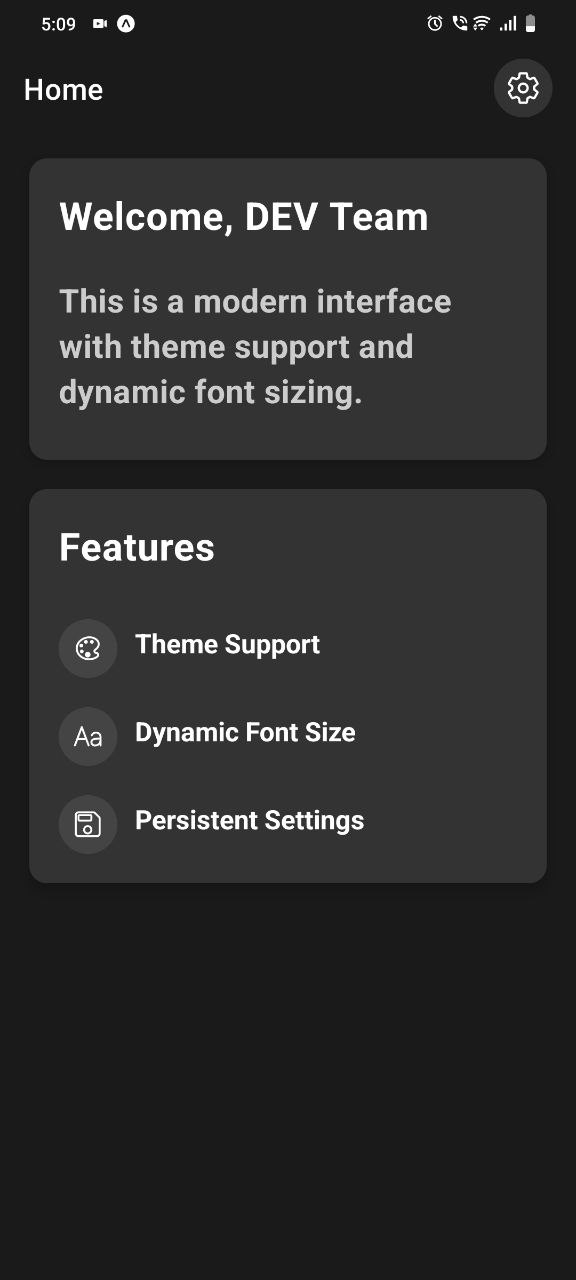 5:09
Home
Welcome, DEV Team
This is a modern interface
with theme support and
dynamic font sizing.
Features
Theme Support
Aa Dynamic Font Size
Persistent Settings